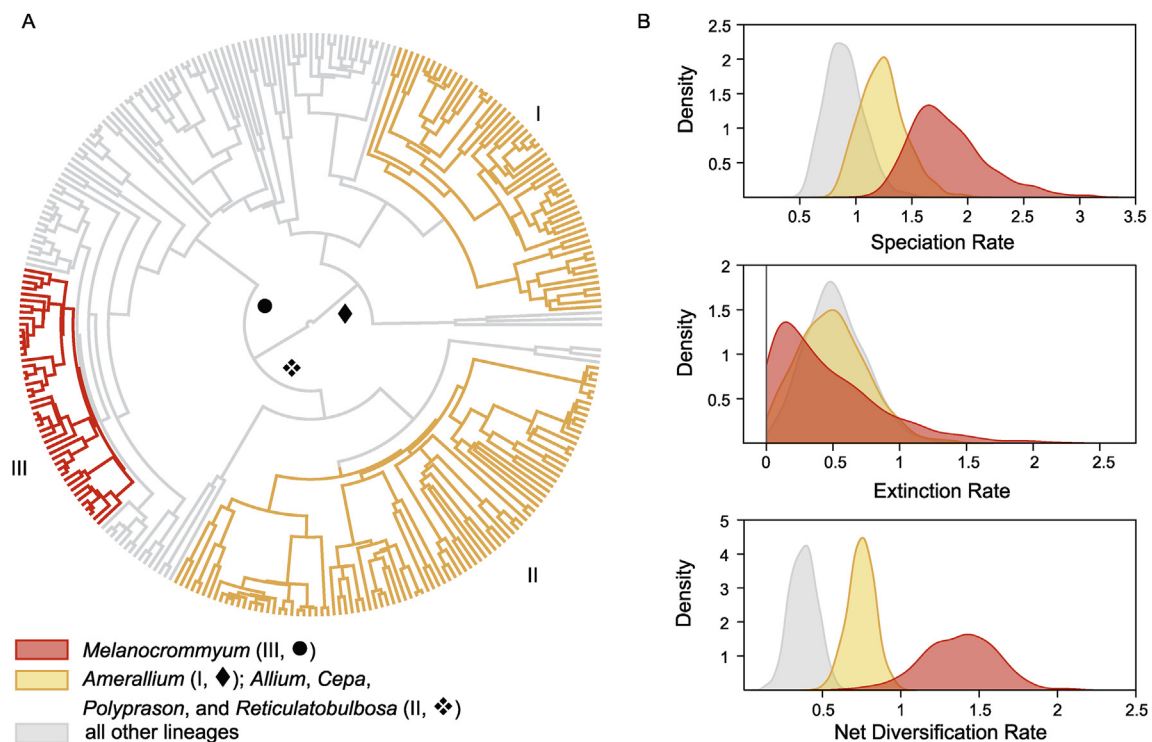 A
I
II
III
Melanocrommyum (III, ●)
Amerallium (I, ♦); Allium, Cepa,
Polyprason, and Reticulatobulbosa (II, ❖)
all other lineages
B
2.5
2
1.5
1
0.5
Density
0.5 1 1.5 2 2.5 3 3.5
Speciation Rate
2
1.5
1
0.5
Density
0 0.5 1 1.5 2 2.5
Extinction Rate
5
4
3
2
1
Density
0.5 1 1.5 2 2.5
Net Diversification Rate